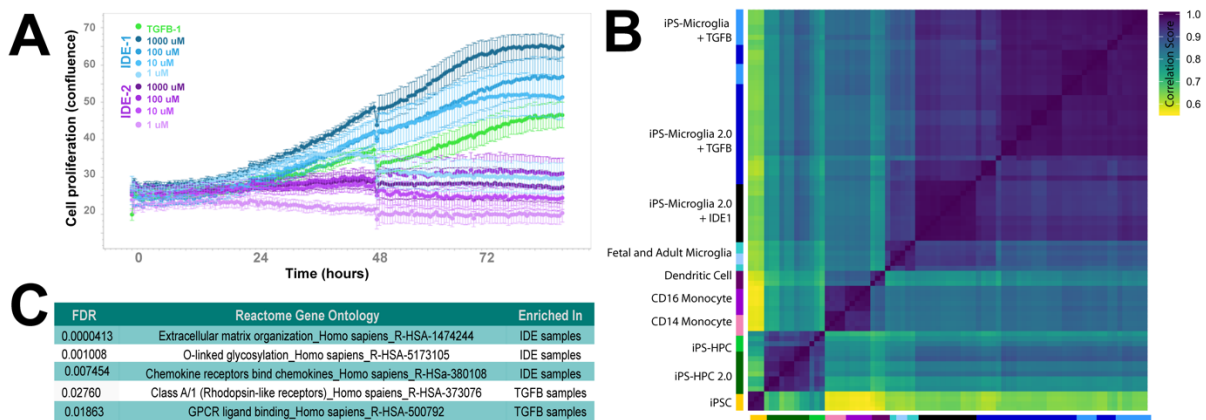 A
Cell proliferation (confluence)
70
60
50
40
30
20
0
24
48
72
Time (hours)
TGFB-1
IDE-1
1000 uM
100 uM
10 uM
1 uM
IDE-2
1000 uM
100 uM
10 uM
1 uM
B
iPS-Microglia
+ TGFB
iPS-Microglia 2.0
+ TGFB
iPS-Microglia 2.0
+ IDE1
Fetal and Adult Microglia
Dendritic Cell
CD16 Monocyte
CD14 Monocyte
iPS-HPC
iPS-HPC 2.0
iPSC
1.0
0.9
0.8
0.7
0.6
Correlation Score
C
FDR Reactome Gene Ontology Enriched In
0.0000413 Extracellular matrix organization_Homo sapiens_R-HSA-1474244 IDE samples
0.001008 O-linked glycosylation_Homo sapiens_R-HSA-5173105 IDE samples
0.007454 Chemokine receptors bind chemokines_Homo sapiens_R-HSa-380108 IDE samples
0.02760 Class A/1 (Rhodopsin-like receptors)_Homo sapiens_R-HSA-373076 TGFB samples
0.01863 GPCR ligand binding_Homo sapiens_R-HSA-500792 TGFB samples